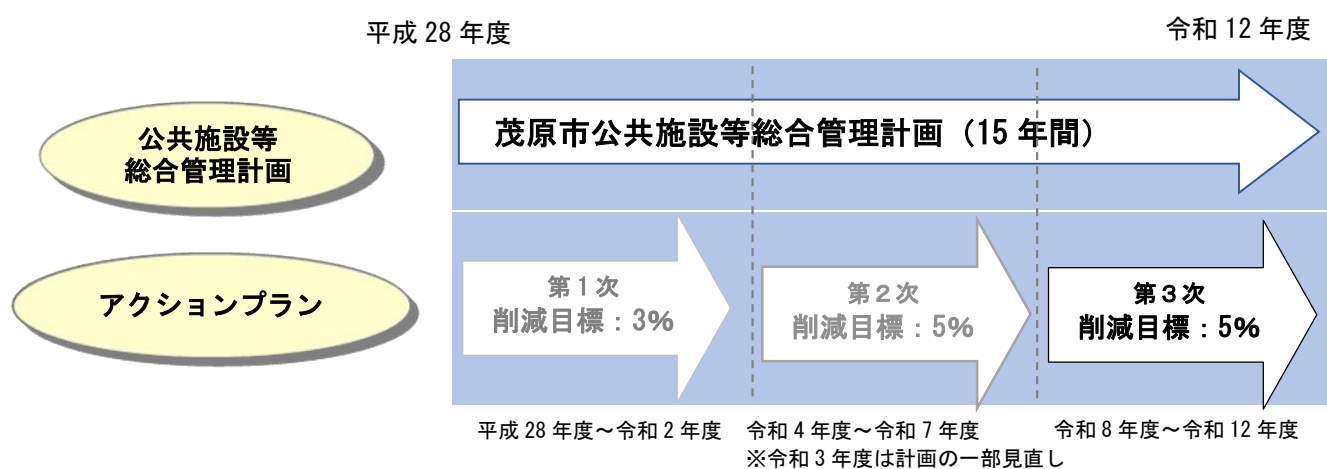 平成 28 年度
令和 12 年度
公共施設等
総合管理計画
茂原市公共施設等総合管理計画（15 年間）
アクションプラン
第１次
削減目標：3%
第２次
削減目標：5%
第３次
削減目標：5%
平成 28 年度～令和 2 年度
令和 4 年度～令和 7 年度
※令和 3 年度は計画の一部見直し
令和 8 年度～令和 12 年度